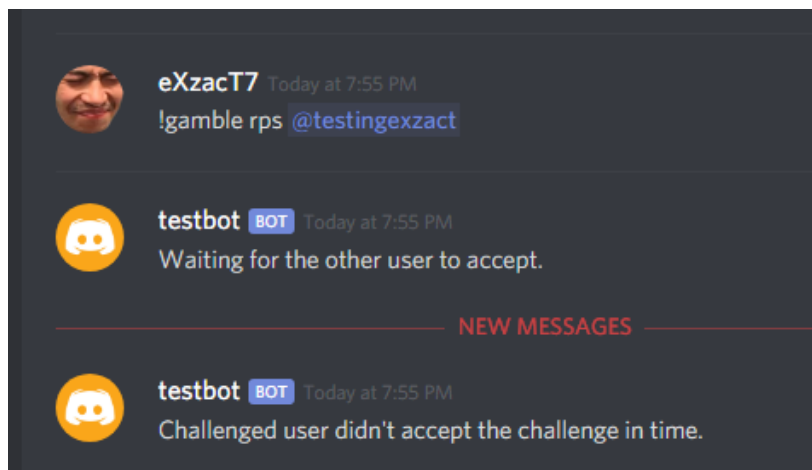 eXzacT7 Today at 7:55 PM
!gamble rps @testingexzact
testbot BOT Today at 7:55 PM
Waiting for the other user to accept.
NEW MESSAGES
testbot BOT Today at 7:55 PM
Challenged user didn't accept the challenge in time.